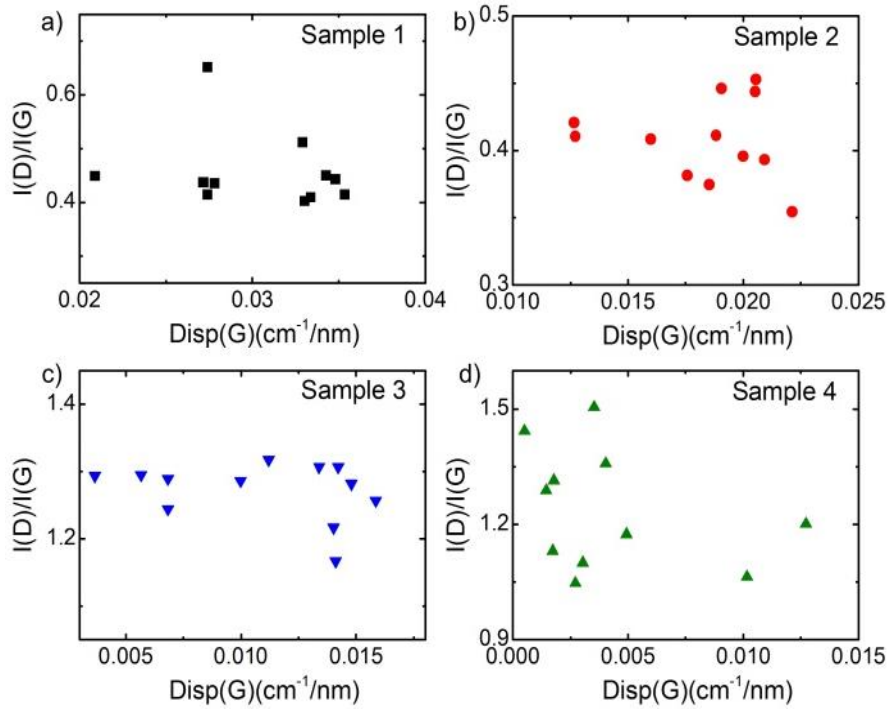 a)
Sample 1
0.6
0.4
I(D)/I(G)
0.02
0.03
0.04
Disp(G)(cm⁻¹/nm)
b)
Sample 2
0.5
0.4
0.3
I(D)/I(G)
0.010
0.015
0.020
0.025
Disp(G)(cm⁻¹/nm)
c)
Sample 3
1.4
1.2
I(D)/I(G)
0.005
0.010
0.015
Disp(G)(cm⁻¹/nm)
d)
Sample 4
1.5
1.2
0.9
I(D)/I(G)
0.000
0.005
0.010
0.015
Disp(G)(cm⁻¹/nm)